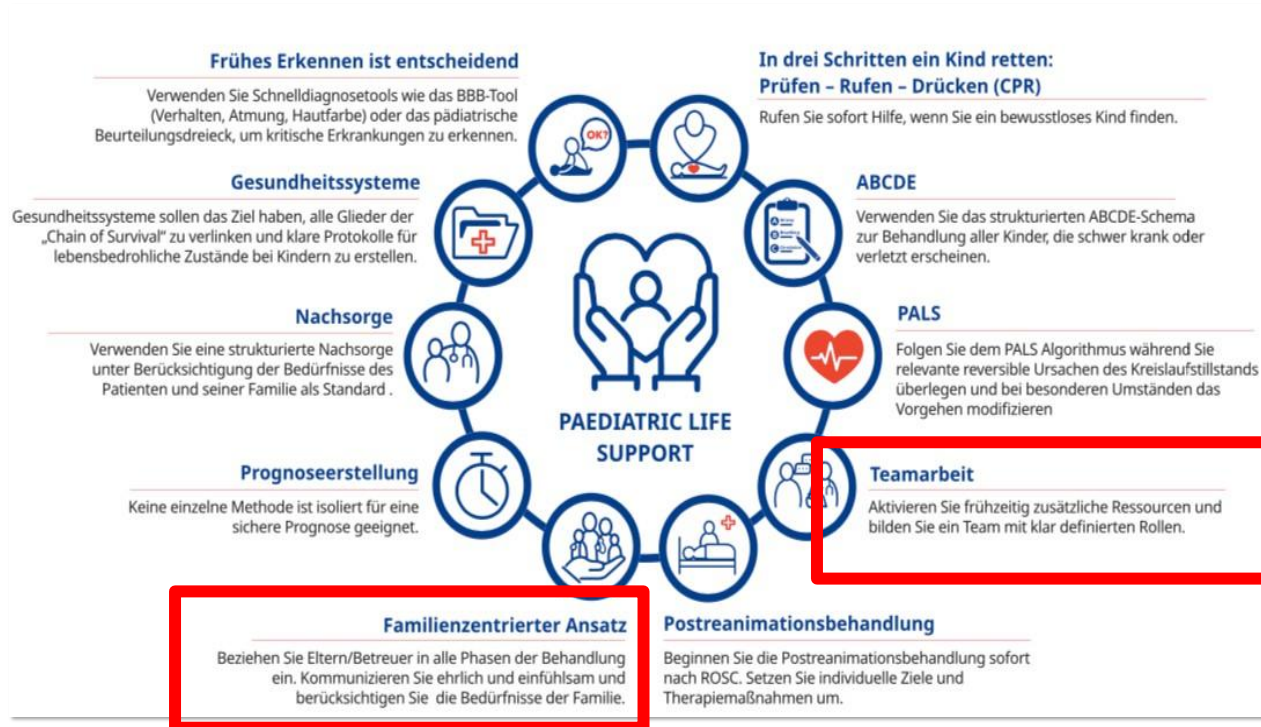 Frühes Erkennen ist entscheidend
Verwenden Sie Schnelldiagnosetools wie das BBB-Tool
(Verhalten, Atmung, Hautfarbe) oder das pädiatrische
Beurteilungsdreieck, um kritische Erkrankungen zu erkennen.
OK?
In drei Schritten ein Kind retten:
Prüfen – Rufen – Drücken (CPR)
Rufen Sie sofort Hilfe, wenn Sie ein bewusstloses Kind finden.
Gesundheitssysteme
Gesundheitssysteme sollen das Ziel haben, alle Glieder der
„Chain of Survival“ zu verlinken und klare Protokolle für
lebensbedrohliche Zustände bei Kindern zu erstellen.
ABCDE
Verwenden Sie das strukturierten ABCDE-Schema
zur Behandlung aller Kinder, die schwer krank oder
verletzt erscheinen.
Nachsorge
Verwenden Sie eine strukturierte Nachsorge
unter Berücksichtigung der Bedürfnisse des
Patienten und seiner Familie als Standard .
PALS
Folgen Sie dem PALS Algorithmus während Sie
relevante reversible Ursachen des Kreislaufstillstands
überlegen und bei besonderen Umständen das
Vorgehen modifizieren
PAEDIATRIC LIFE
SUPPORT
Prognoseerstellung
Keine einzelne Methode ist isoliert für eine
sichere Prognose geeignet.
Teamarbeit
Aktivieren Sie frühzeitig zusätzliche Ressourcen und
bilden Sie ein Team mit klar definierten Rollen.
Familienzentrierter Ansatz
Beziehen Sie Eltern/Betreuer in alle Phasen der Behandlung
ein. Kommunizieren Sie ehrlich und einfühlsam und
berücksichtigen Sie die Bedürfnisse der Familie.
Postreanimationsbehandlung
Beginnen Sie die Postreanimationsbehandlung sofort
nach ROSC. Setzen Sie individuelle Ziele und
Therapiemaßnahmen um.